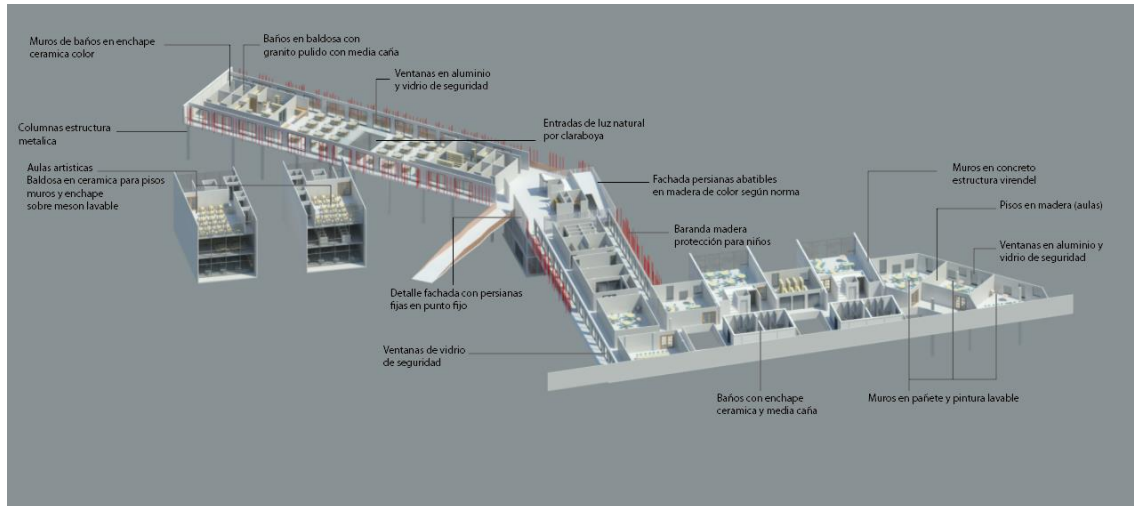 Muros de baños en enchape
ceramica color
Baños en baldosa con
granito pulido con media caña
Ventanas en aluminio
y vidrio de seguridad
Columnas estructura
metalica
Entradas de luz natural
por claraboya
Aulas artisticas
Baldosa en ceramica para pisos
muros y enchape
sobre meson lavable
Fachada persianas abatibles
en madera de color según norma
Muros en concreto
estructura virendel
Pisos en madera (aulas)
Baranda madera
protección para niños
Ventanas en aluminio y
vidrio de seguridad
Detalle fachada con persianas
fijas en punto fijo
Ventanas de vidrio
de seguridad
Baños con enchape
ceramica y media caña
Muros en pañete y pintura lavable